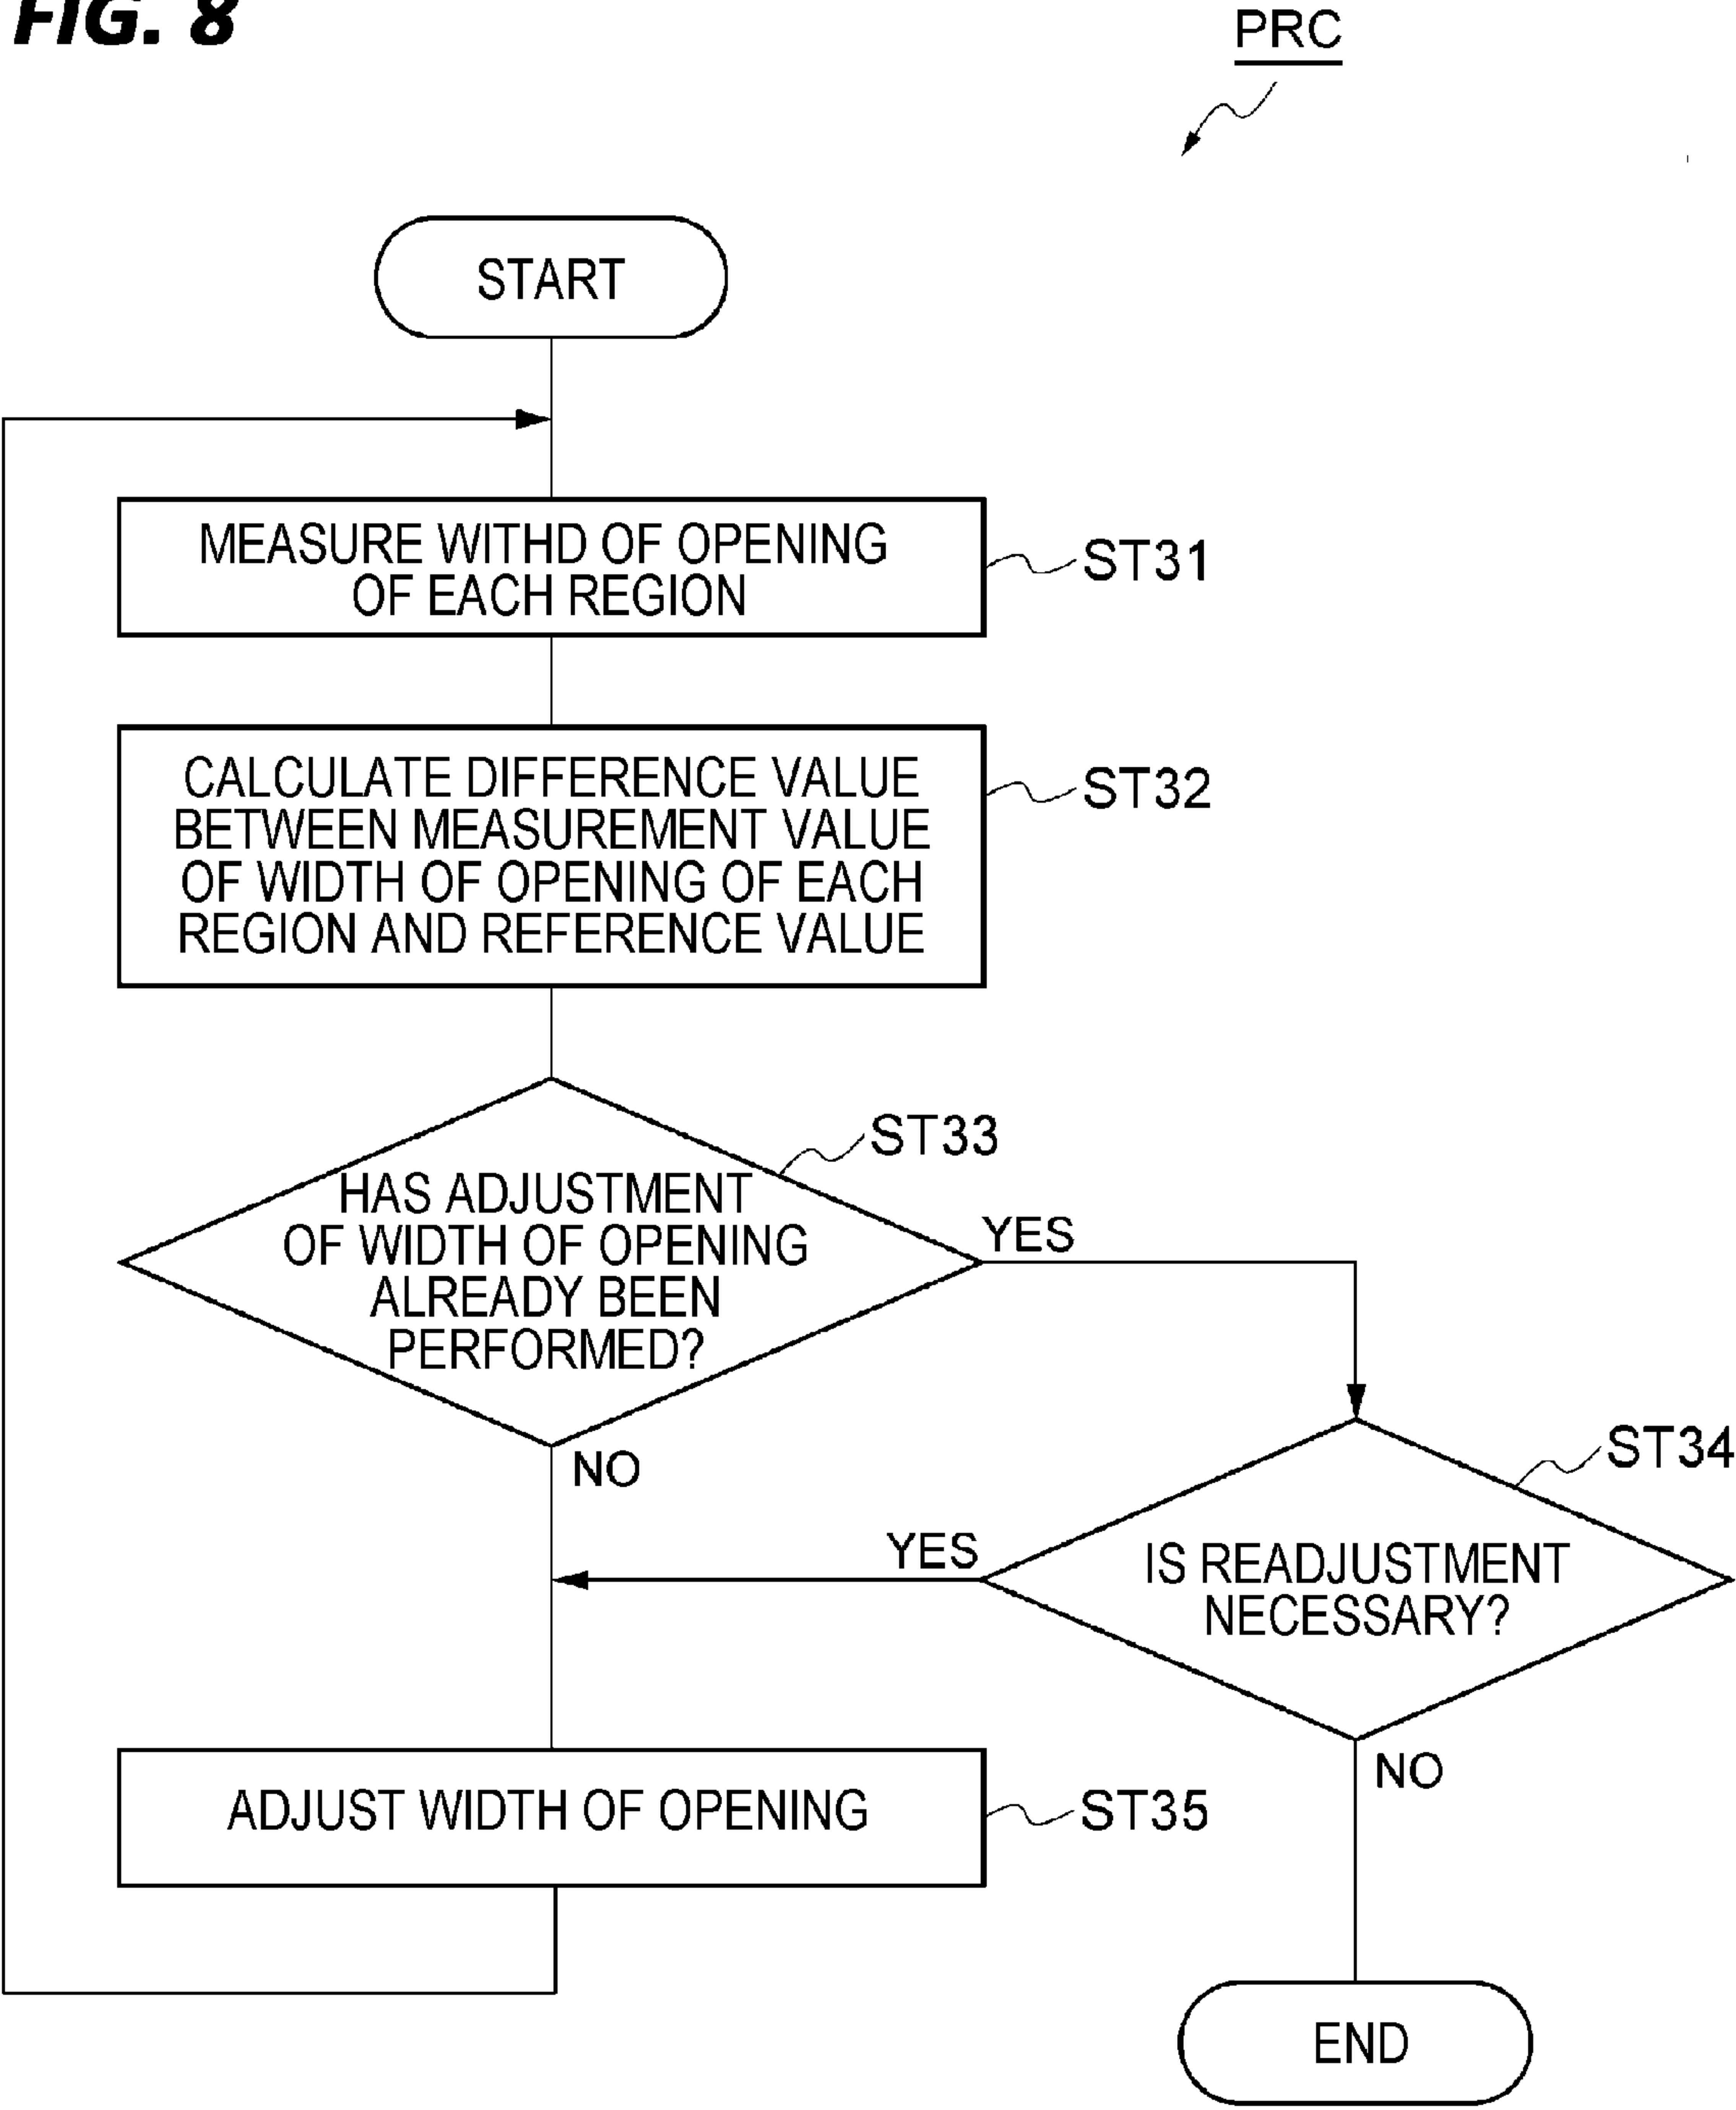 FIG. 8
PRC
START
MEASURE WITHD OF OPENING
OF EACH REGION
ST31
CALCULATE DIFFERENCE VALUE
BETWEEN MEASUREMENT VALUE
OF WIDTH OF OPENING OF EACH
REGION AND REFERENCE VALUE
ST32
HAS ADJUSTMENT
OF WIDTH OF OPENING
ALREADY BEEN
PERFORMED?
ST33
YES
NO
ST34
IS READJUSTMENT
NECESSARY?
YES
NO
ADJUST WIDTH OF OPENING
ST35
END